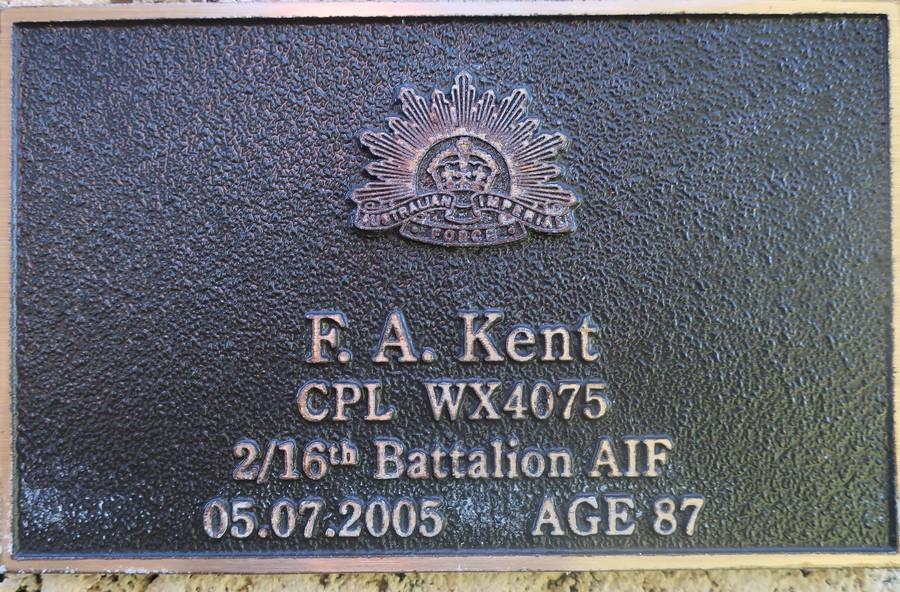 AUSTRALIAN IMPERIAL
FORCE
F. A. Kent
CPL WX4075
2/16th Battalion AIF
05.07.2005 AGE 87